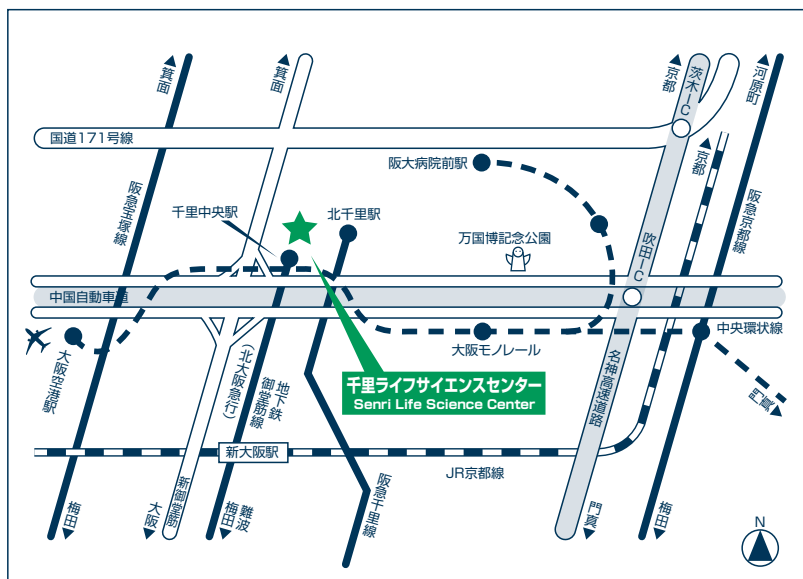 箕面
箕面
京都
茨木IC
河原町
国道171号線
阪大病院前駅
京都
阪急宝塚線
千里中央駅
北千里駅
阪急京都線
万国博記念公園
吹田IC
中国自動車道
中央環状線
大阪モノレール
大阪空港駅
(北大阪急行)
地下鉄
御堂筋線
千里ライフサイエンスセンター
Senri Life Science Center
名神高速道路
門真
新大阪駅
JR京都線
新御堂筋
阪急千里線
梅田
大阪
難波
梅田
門真
梅田
N